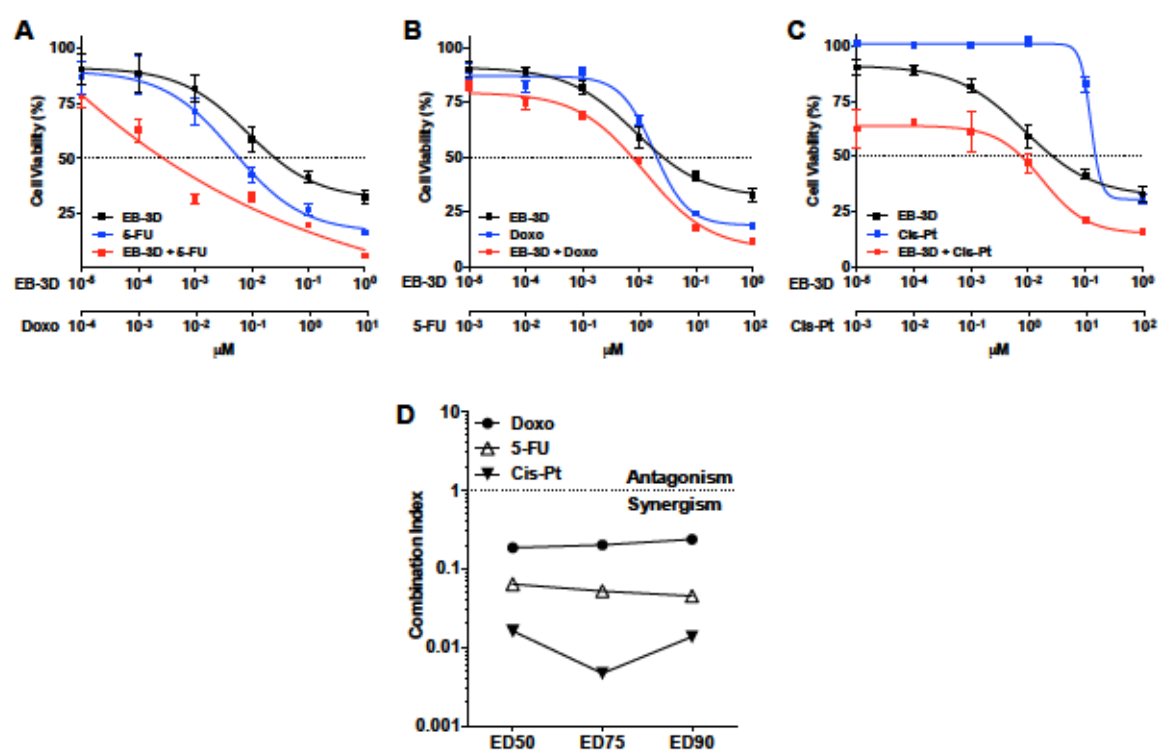 A
100
75
50
25
Cell Viability (%)
EB-3D
5-FU
EB-3D + 5-FU
EB-3D 10⁻⁵ 10⁻⁴ 10⁻³ 10⁻² 10⁻¹ 10⁰
Doxo 10⁻⁴ 10⁻³ 10⁻² 10⁻¹ 10⁰ 10¹
μM
B
100
75
50
25
0
Cell Viability (%)
EB-3D
Doxo
EB-3D + Doxo
EB-3D 10⁻⁵ 10⁻⁴ 10⁻³ 10⁻² 10⁻¹ 10⁰
5-FU 10⁻³ 10⁻² 10⁻¹ 10⁰ 10¹ 10²
μM
C
100
75
50
25
0
Cell Viability (%)
EB-3D
Cis-Pt
EB-3D + Cis-Pt
EB-3D 10⁻⁵ 10⁻⁴ 10⁻³ 10⁻² 10⁻¹ 10⁰
Cis-Pt 10⁻³ 10⁻² 10⁻¹ 10⁰ 10¹ 10²
μM
D
10
1
0.1
0.01
0.001
Combination Index
Doxo
5-FU
Cis-Pt
Antagonism
Synergism
ED50 ED75 ED90